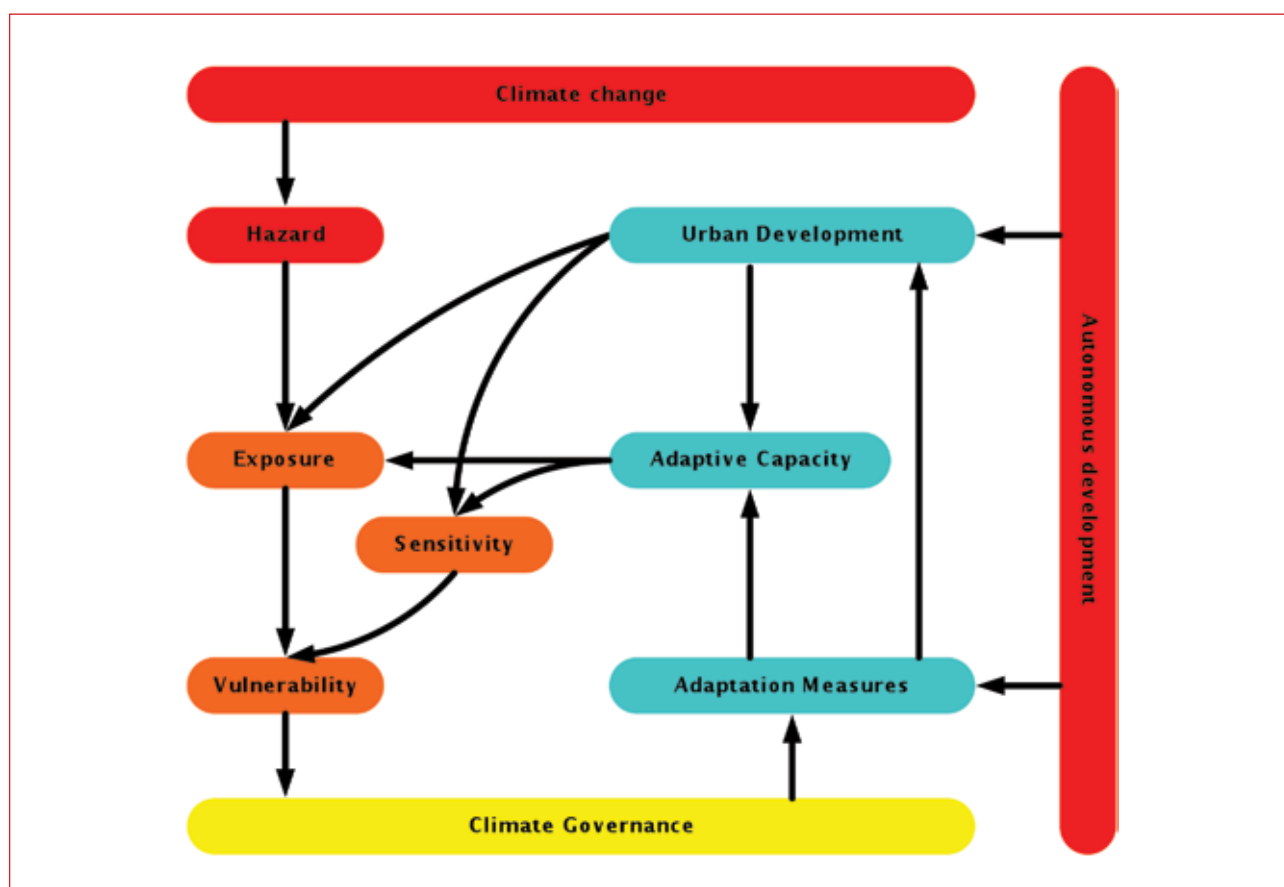 Climate change
Hazard
Urban Development
Exposure
Adaptive Capacity
Sensitivity
Vulnerability
Adaptation Measures
Climate Governance
Autonomous development